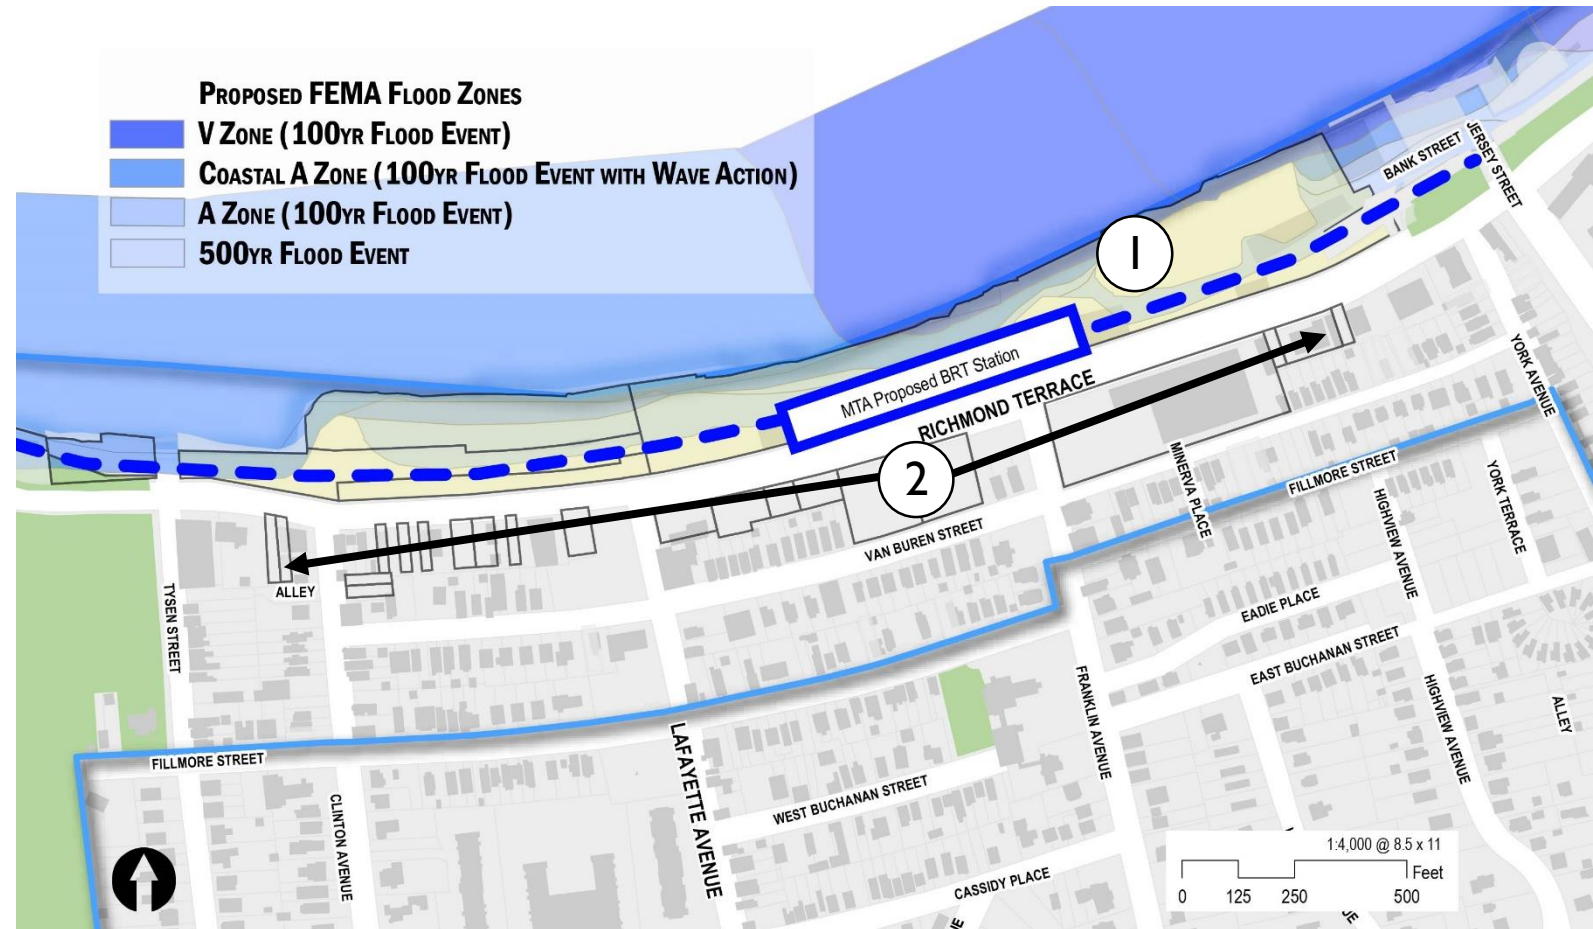 Proposed FEMA Flood Zones
V Zone (100yr Flood Event)
Coastal A Zone (100yr Flood Event with Wave Action)
A Zone (100yr Flood Event)
500yr Flood Event
BANK STREET
JERSEY STREET
1
MTA Proposed BRT Station
RICHMOND TERRACE
YORK AVENUE
2
MINERVA PLACE
FILLMORE STREET
YORK TERRACE
HIGHVIEW AVENUE
VAN BUREN STREET
ALLEY
TYSEN STREET
EADIE PLACE
EAST BUCHANAN STREET
FRANKLIN AVENUE
HIGHVIEW AVENUE
ALLEY
FILLMORE STREET
LAFAYETTE AVENUE
CLINTON AVENUE
WEST BUCHANAN STREET
CASSIDY PLACE
1:4,000 @ 8.5 x 11
Feet
0 125 250 500